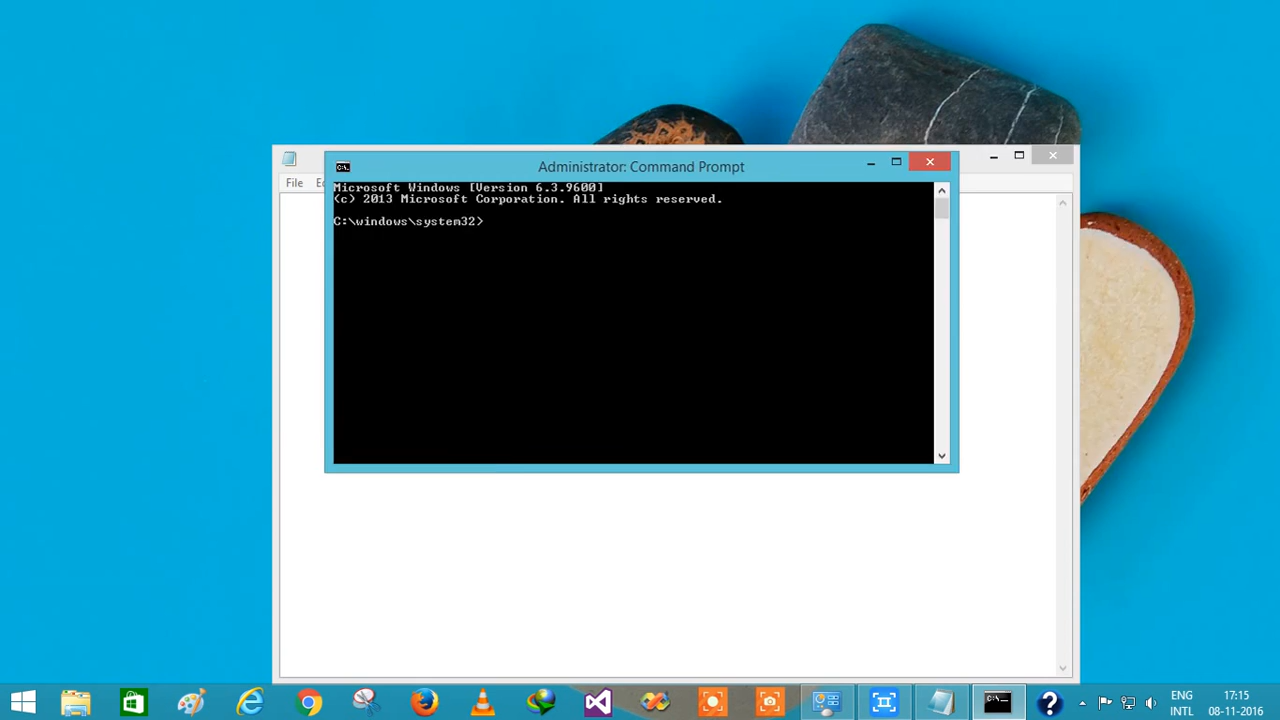 Administrator: Command Prompt
File
Microsoft Windows [Version 6.3.9600]
(c) 2013 Microsoft Corporation. All rights reserved.
C:\windows\system32>
ENG
INTL
17:15
08-11-2016